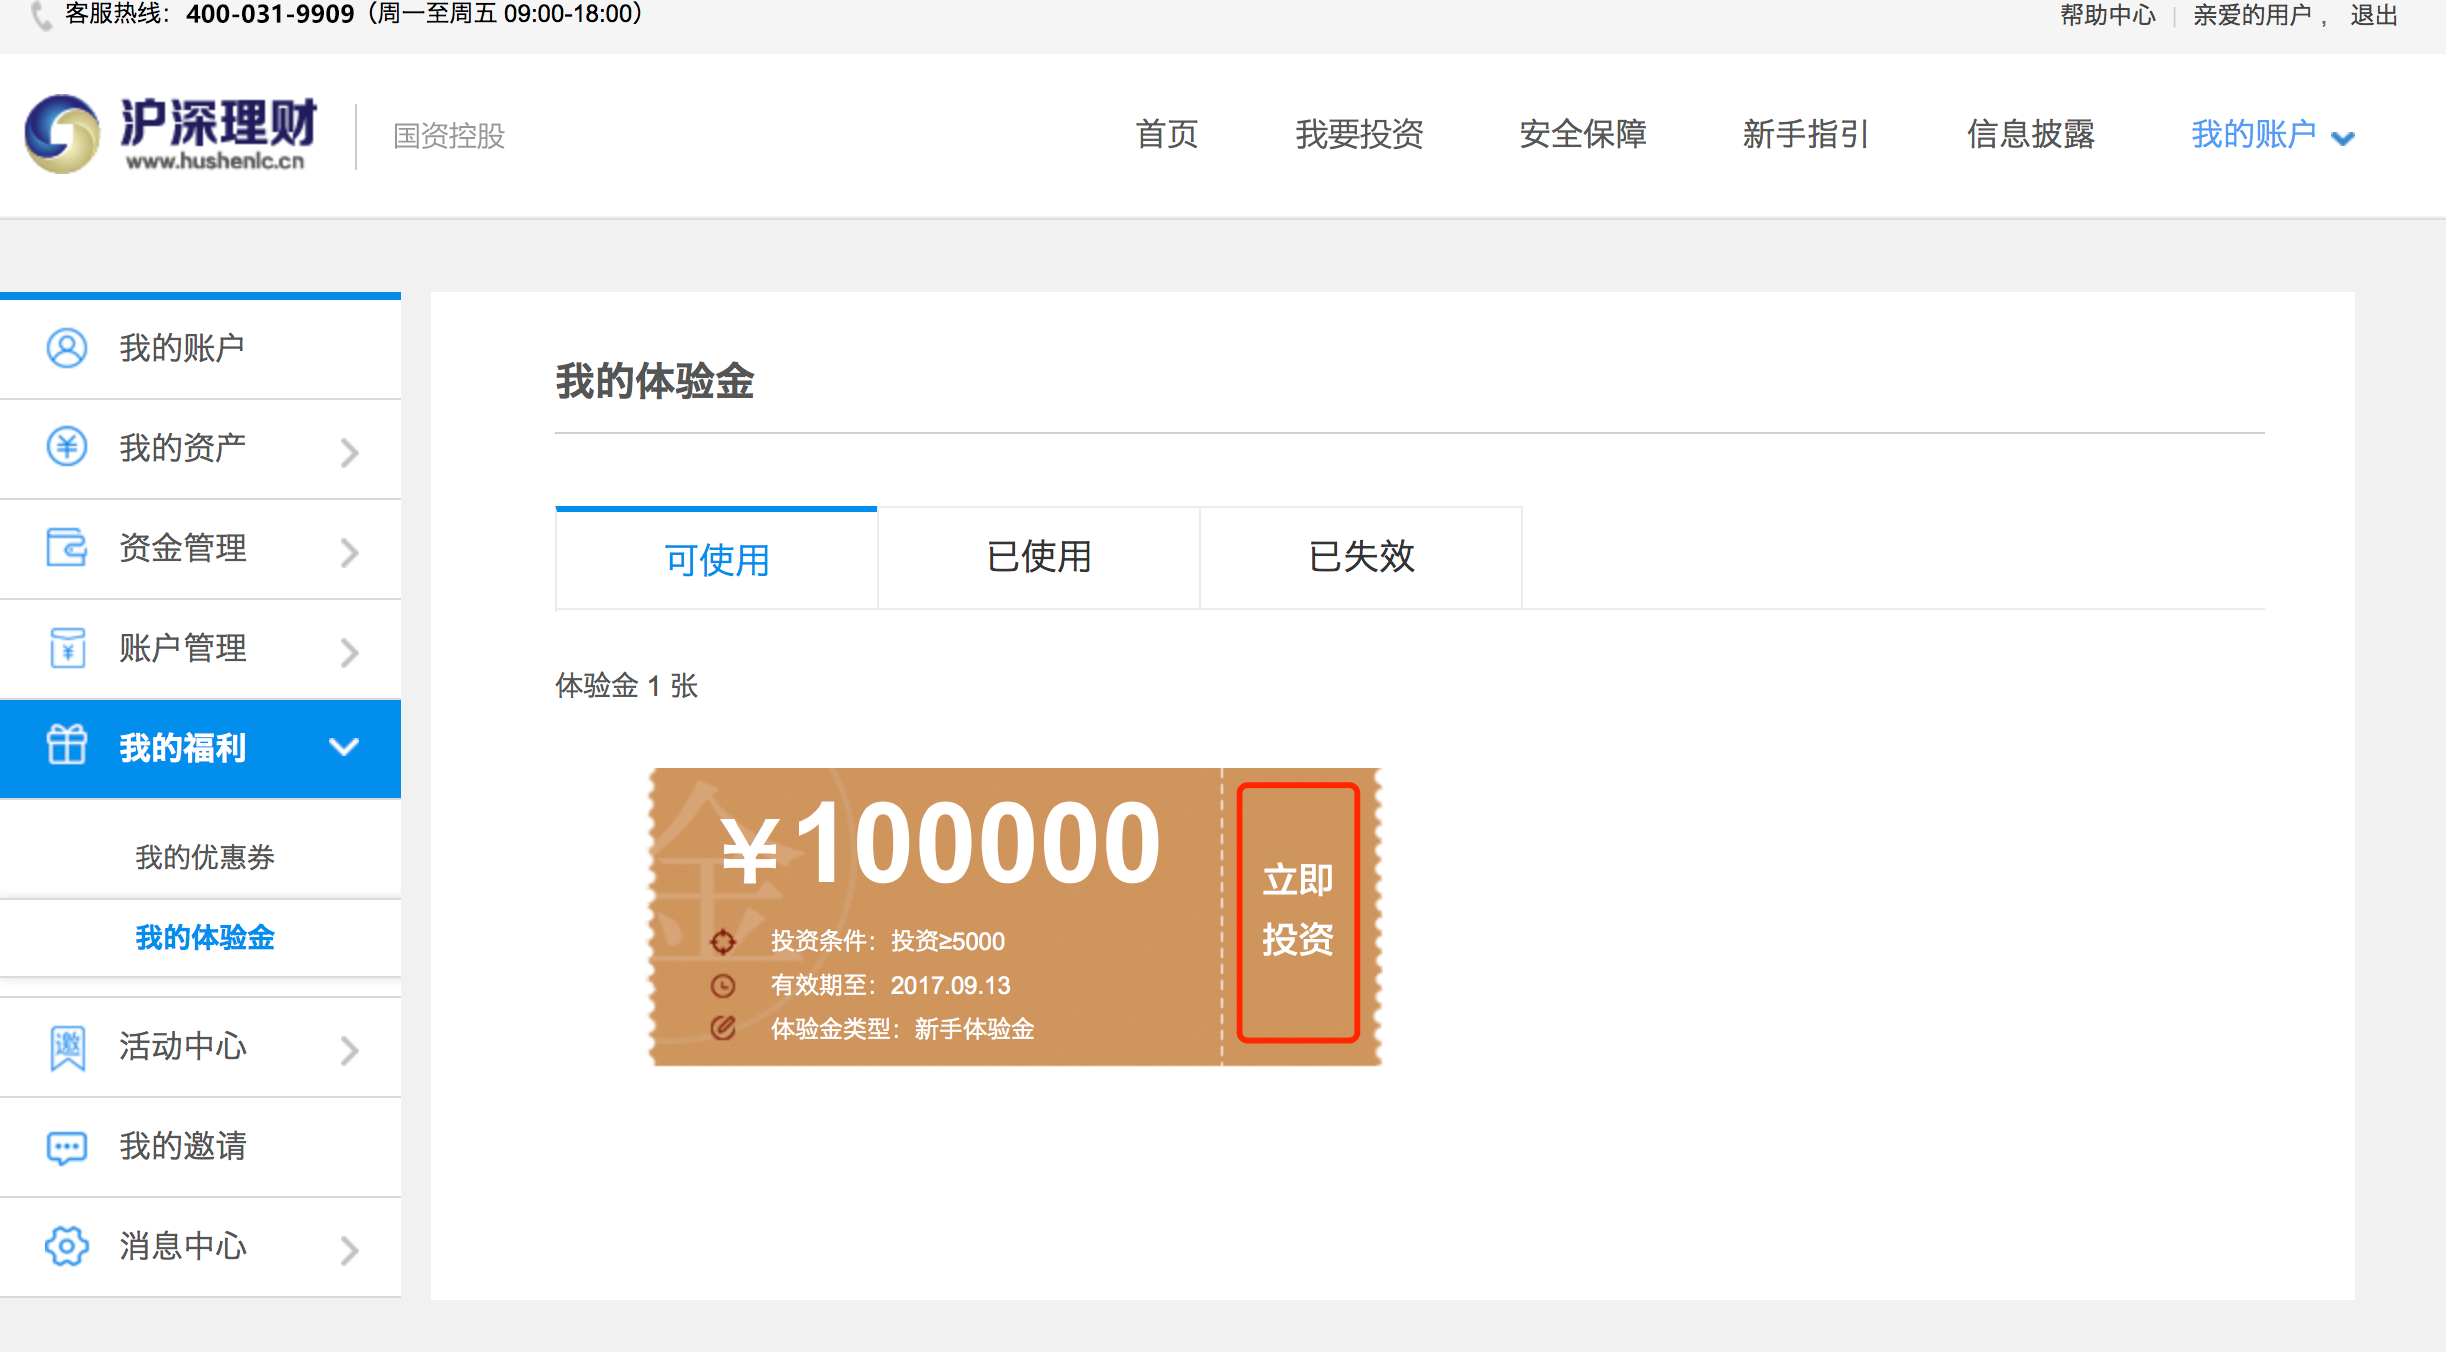 客服热线：400-031-9909（周一至周五 09:00-18:00）
帮助中心 | 亲爱的用户 ， 退出
沪深理财
www.hushenlc.cn
国资控股
首页 我要投资 安全保障 新手指引 信息披露 我的账户
我的账户
我的资产
资金管理
账户管理
我的福利
我的优惠券
我的体验金
活动中心
我的邀请
消息中心
我的体验金
可使用 已使用 已失效
体验金 1 张
金
¥100000
投资条件：投资≥5000
有效期至：2017.09.13
体验金类型：新手体验金
立即
投资
邀